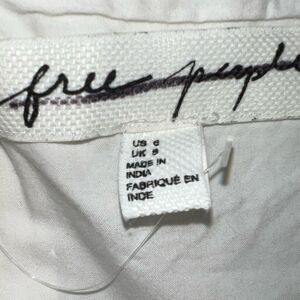 free people
US 6
UK 8
MADE IN
INDIA
FABRIQUÉ EN
INDE